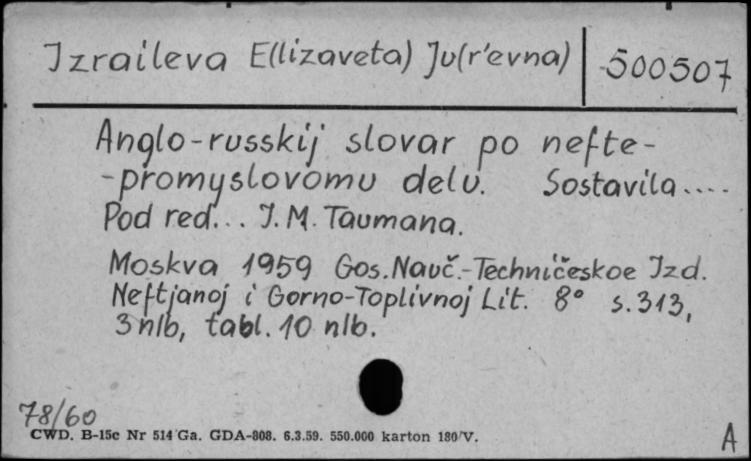 Izraileva E(lizaveta) Ju(r'evna)
500507
Anglo-russkij slovar po nefte-
-promyslovomu delu. Sostavila....
Pod red... I. M. Taumana.
Moskva 1959 Gos. Nauč.-Techničeskoe Izd.
Neftjanoj i Gorno-Toplivnoj Lit. 8° s. 313,
3 nlb, tabl. 10 nlb.
78/60
CWD. B-15c Nr 514 Ga. GDA-808. 6.3.59. 550.000 karton 180/V.
A